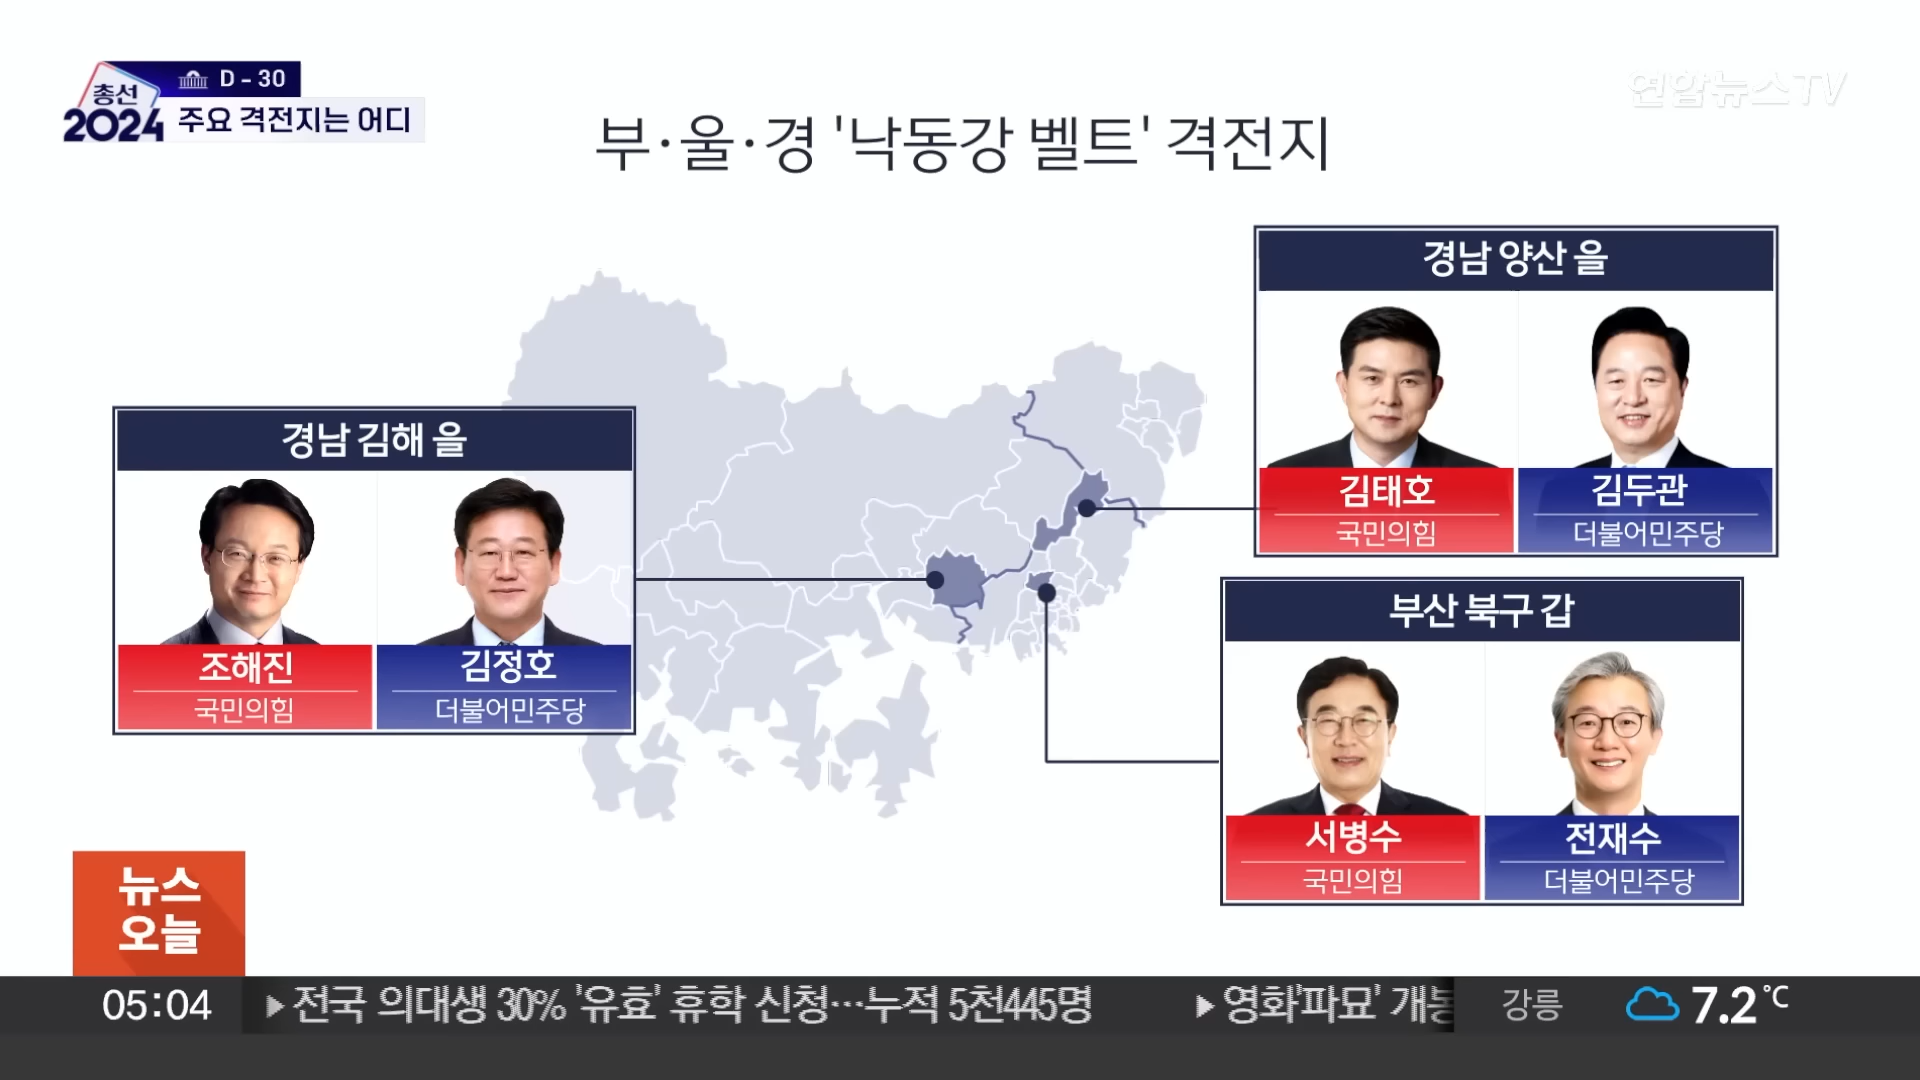 총선
2024
D-30
주요 격전지는 어디
연합뉴스TV
부·울·경 '낙동강 벨트' 격전지
경남 양산 을
김태호
국민의힘
김두관
더불어민주당
경남 김해 을
조해진
국민의힘
김정호
더불어민주당
부산 북구 갑
서병수
국민의힘
전재수
더불어민주당
뉴스
오늘
05:04
▶전국 의대생 30% '유효' 휴학 신청…누적 5천445명
▶영화'파묘' 개봉
강릉
7.2℃